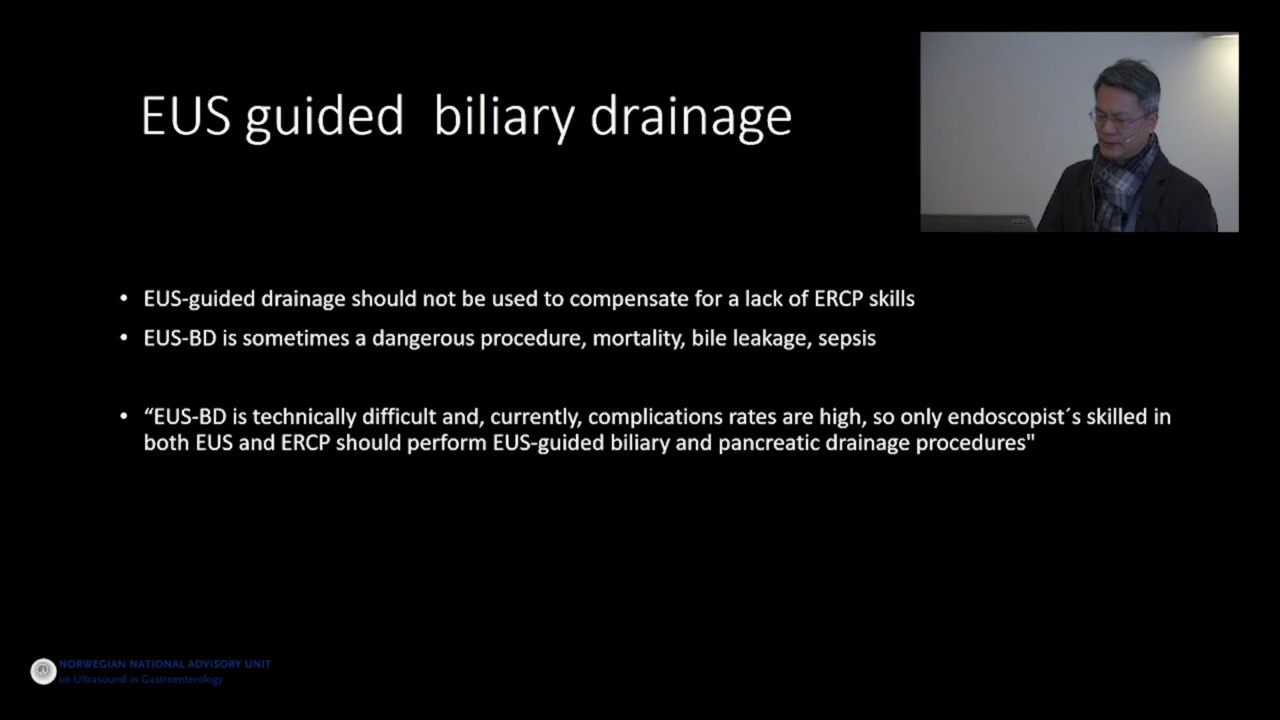 EUS guided biliary drainage
• EUS-guided drainage should not be used to compensate for a lack of ERCP skills
• EUS-BD is sometimes a dangerous procedure, mortality, bile leakage, sepsis
• “EUS-BD is technically difficult and, currently, complications rates are high, so only endoscopist´s skilled in
both EUS and ERCP should perform EUS-guided biliary and pancreatic drainage procedures"
NORWEGIAN NATIONAL ADVISORY UNIT
on Ultrasound in Gastroenterology